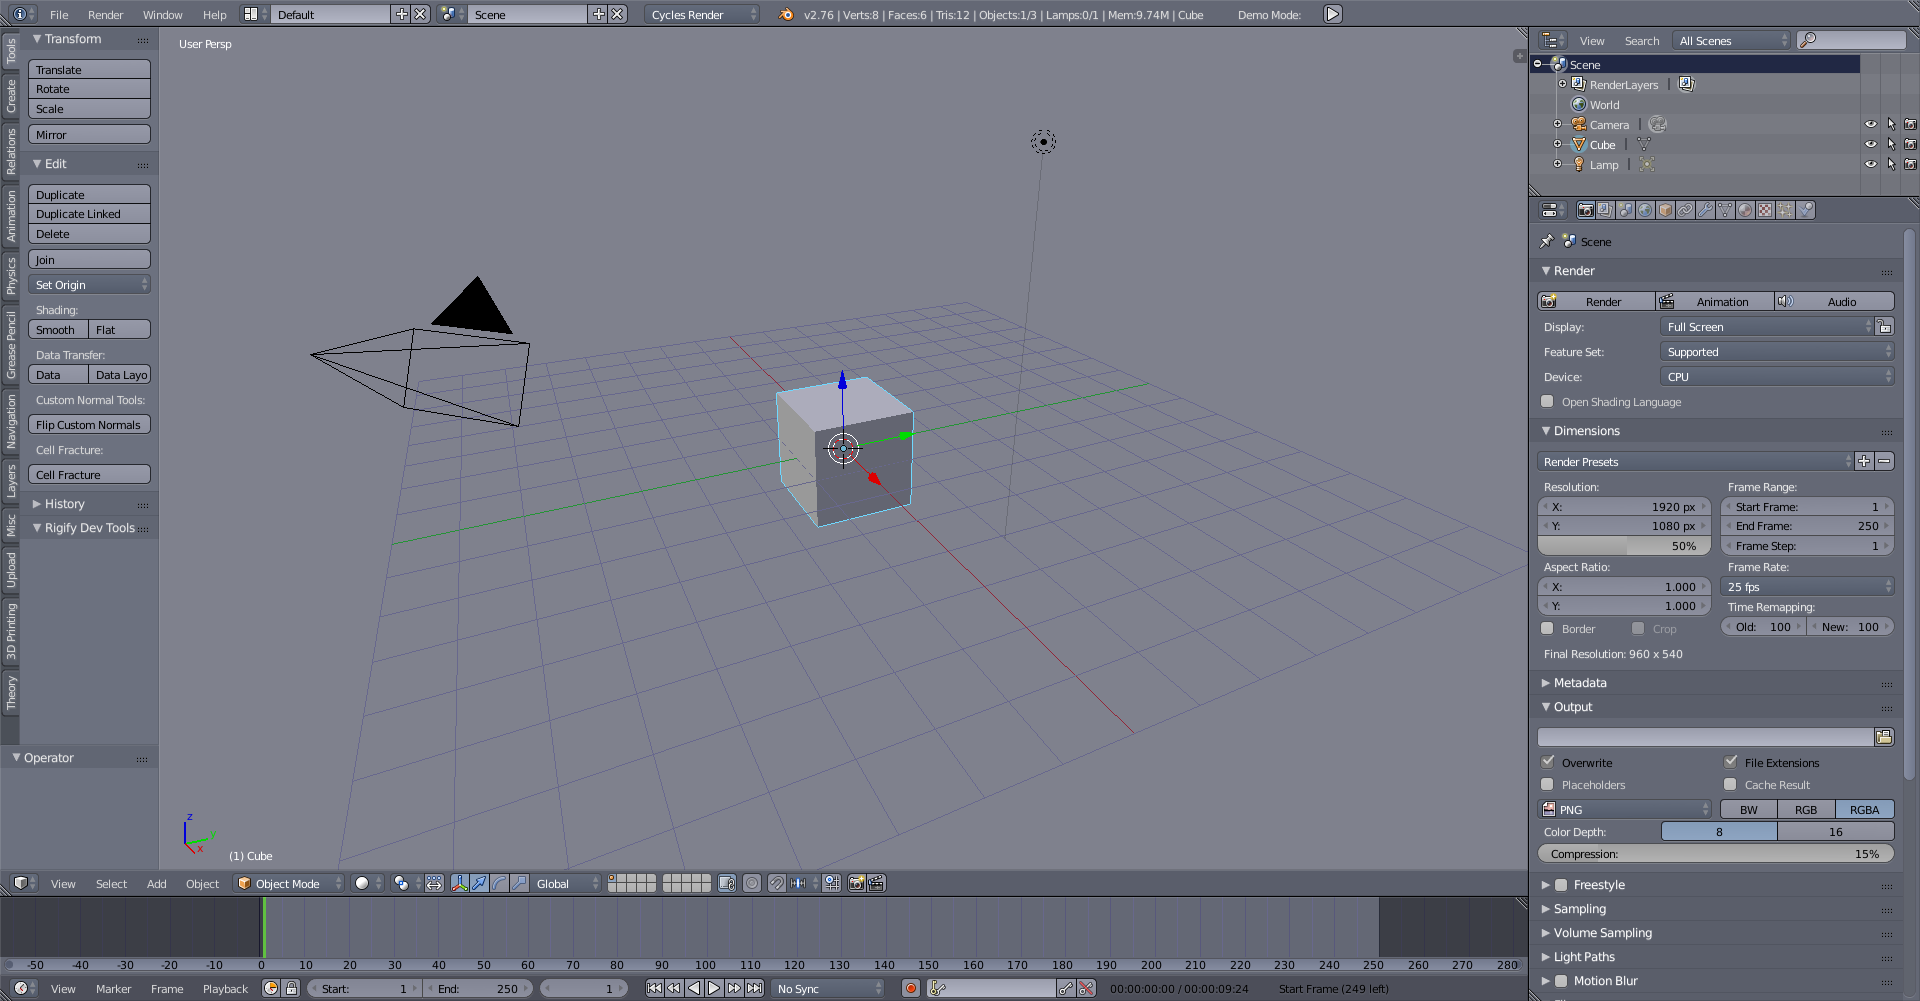 File Render Window Help Default Scene Cycles Render v2.76 | Verts:8 | Faces:6 | Tris:12 | Objects:1/3 | Lamps:0/1 | Mem:9.74M | Cube Demo Mode:
User Persp
(1) Cube
z
x
Tools
Create
Relations
Animation
Physics
Grease Pencil
Navigation
Layers
Misc
Upload
3D Printing
Theory
Transform
Translate
Rotate
Scale
Mirror
Edit
Duplicate
Duplicate Linked
Delete
Join
Set Origin
Shading:
Smooth Flat
Data Transfer:
Data Data Layo
Custom Normal Tools:
Flip Custom Normals
Cell Fracture:
Cell Fracture
History
Rigify Dev Tools
Operator
View Select Add Object Object Mode Global
-50 -40 -30 -20 -10 0 10 20 30 40 50 60 70 80 90 100 110 120 130 140 150 160 170 180 190 200 210 220 230 240 250 260 270 280
View Marker Frame Playback Start: 1 End: 250 1 No Sync 00:00:00:00 / 00:00:09:24 Start Frame (249 left)
View Search All Scenes
Scene
RenderLayers |
World
Camera |
Cube |
Lamp |
Scene
Render
Render Animation Audio
Display: Full Screen
Feature Set: Supported
Device: CPU
Open Shading Language
Dimensions
Render Presets
Resolution: Frame Range:
X: 1920 px Start Frame: 1
Y: 1080 px End Frame: 250
50% Frame Step: 1
Aspect Ratio: Frame Rate:
X: 1.000 25 fps
Y: 1.000 Time Remapping:
Border Crop Old: 100 New: 100
Final Resolution: 960 x 540
Metadata
Output
Overwrite File Extensions
Placeholders Cache Result
PNG BW RGB RGBA
Color Depth: 8 16
Compression: 15%
Freestyle
Sampling
Volume Sampling
Light Paths
Motion Blur